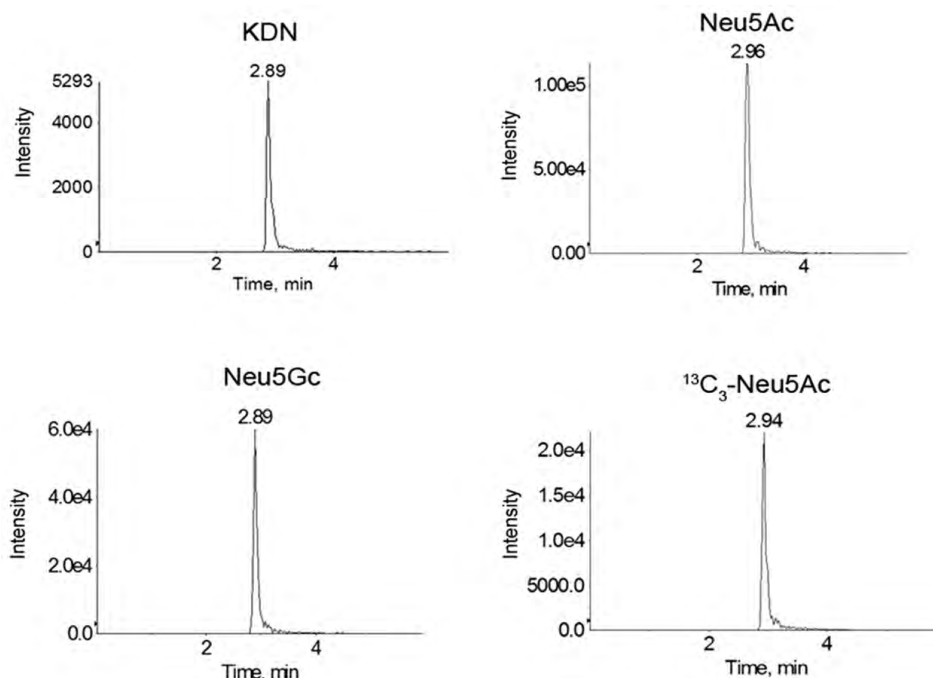 KDN
2.89
5293
4000
2000
0
2
4
Intensity
Time, min
Neu5Ac
2.96
1.00e5
5.00e4
0.00
2
4
Intensity
Time, min
Neu5Gc
2.89
6.0e4
4.0e4
2.0e4
0.0
2
4
Intensity
Time, min
¹³C₃-Neu5Ac
2.94
2.0e4
1.5e4
1.0e4
5000.0
0.0
2
4
Intensity
Time, min